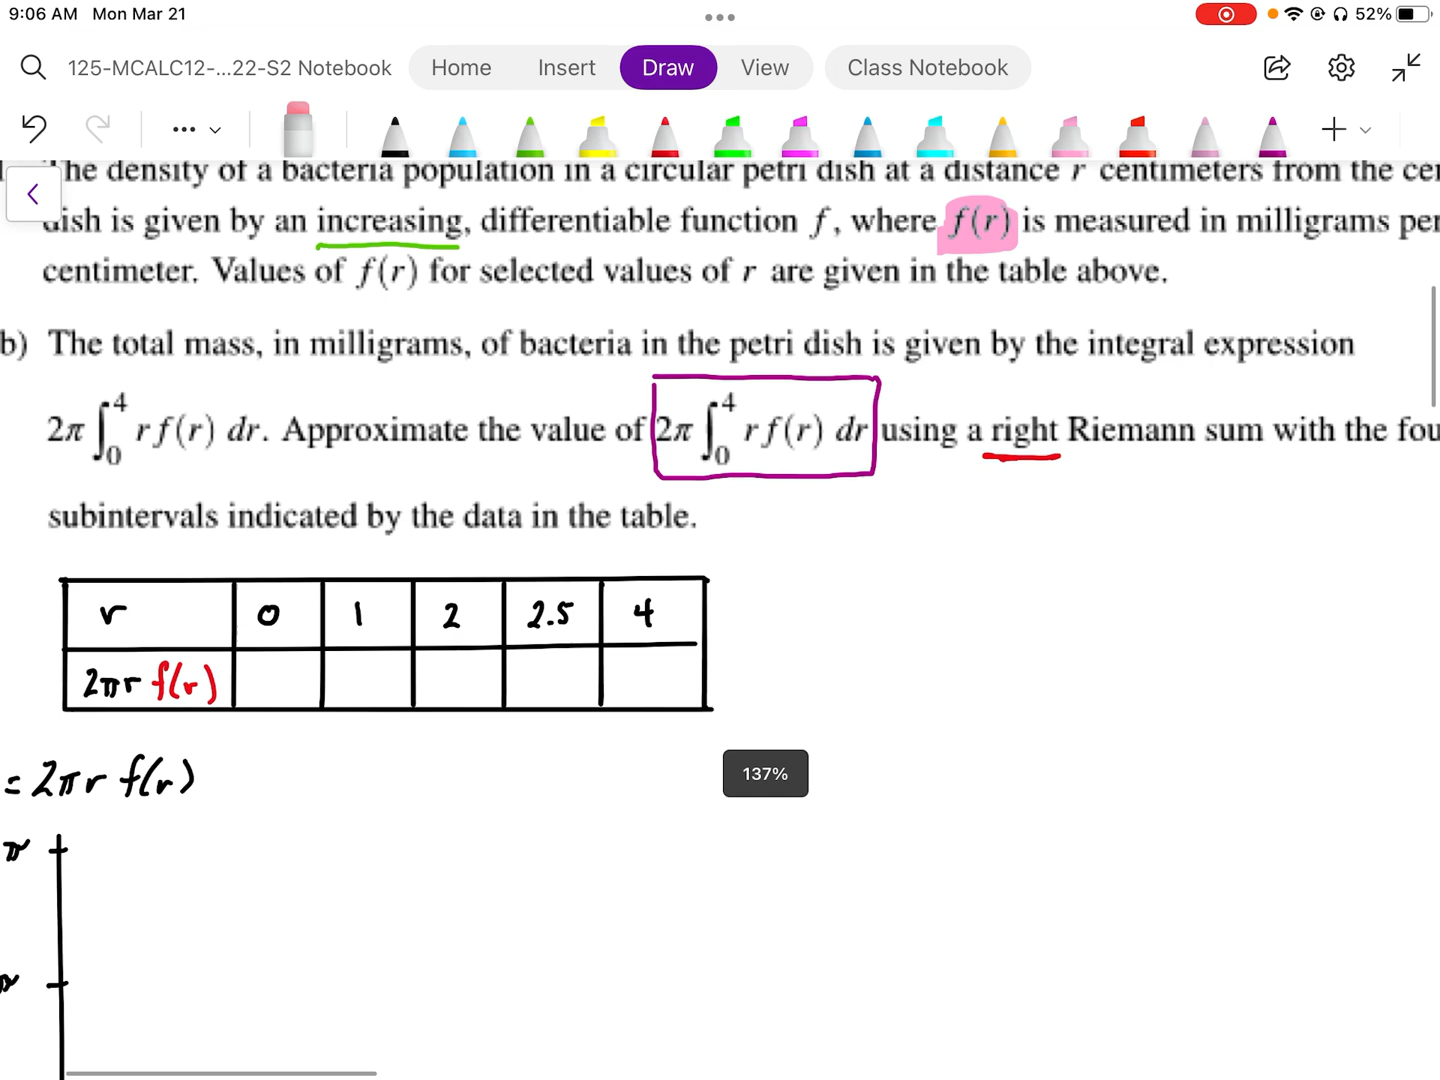 9:06 AM Mon Mar 21
52%
125-MCALC12-...22-S2 Notebook Home Insert Draw View Class Notebook
he density of a bacteria population in a circular petri dish at a distance r centimeters from the cer
dish is given by an increasing, differentiable function f, where f(r) is measured in milligrams per
centimeter. Values of f(r) for selected values of r are given in the table above.
b) The total mass, in milligrams, of bacteria in the petri dish is given by the integral expression
2π ∫₀⁴ r f(r) dr. Approximate the value of 2π ∫₀⁴ r f(r) dr using a right Riemann sum with the fou
subintervals indicated by the data in the table.
r 0 1 2 2.5 4
2πr f(r)
= 2πr f(r)
137%
π